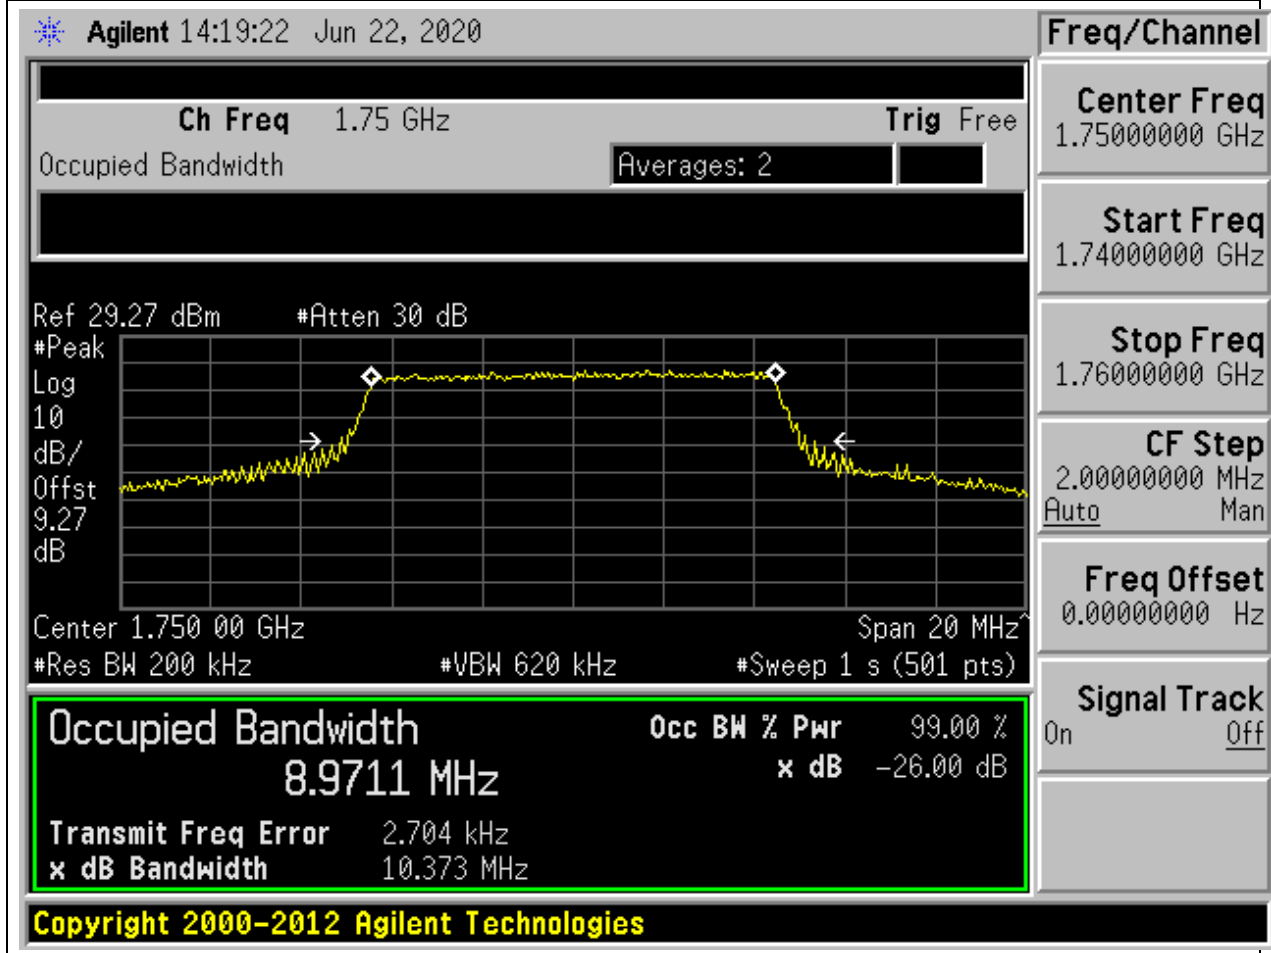 Agilent 14:19:22 Jun 22, 2020
Freq/Channel
Ch Freq 1.75 GHz Trig Free
Occupied Bandwidth Averages: 2
Ref 29.27 dBm #Atten 30 dB
#Peak
Log
10
dB/
Offst
9.27
dB
Center 1.750 00 GHz Span 20 MHz^
#Res BW 200 kHz #VBW 620 kHz #Sweep 1 s (501 pts)
Occupied Bandwidth Occ BW % Pwr 99.00 %
8.9711 MHz x dB -26.00 dB
Transmit Freq Error 2.704 kHz
x dB Bandwidth 10.373 MHz
Copyright 2000-2012 Agilent Technologies
Center Freq
1.75000000 GHz
Start Freq
1.74000000 GHz
Stop Freq
1.76000000 GHz
CF Step
2.00000000 MHz
Auto Man
Freq Offset
0.00000000 Hz
Signal Track
On Off